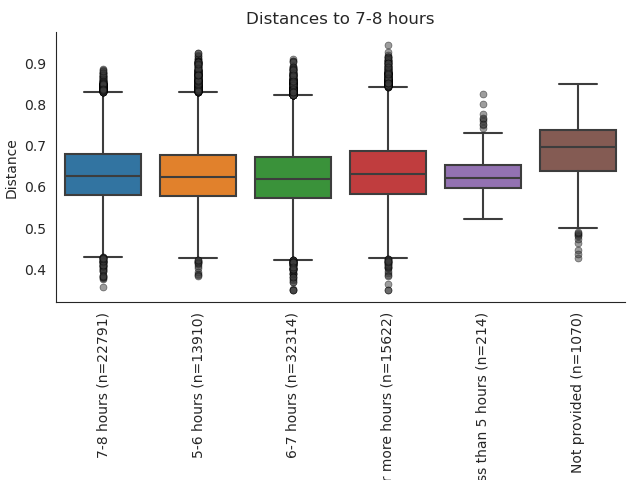 Distances to 7-8 hours
Distance
0.9
0.8
0.7
0.6
0.5
0.4
7-8 hours (n=22791)
5-6 hours (n=13910)
6-7 hours (n=32314)
more hours (n=15622)
than 5 hours (n=214)
Not provided (n=1070)